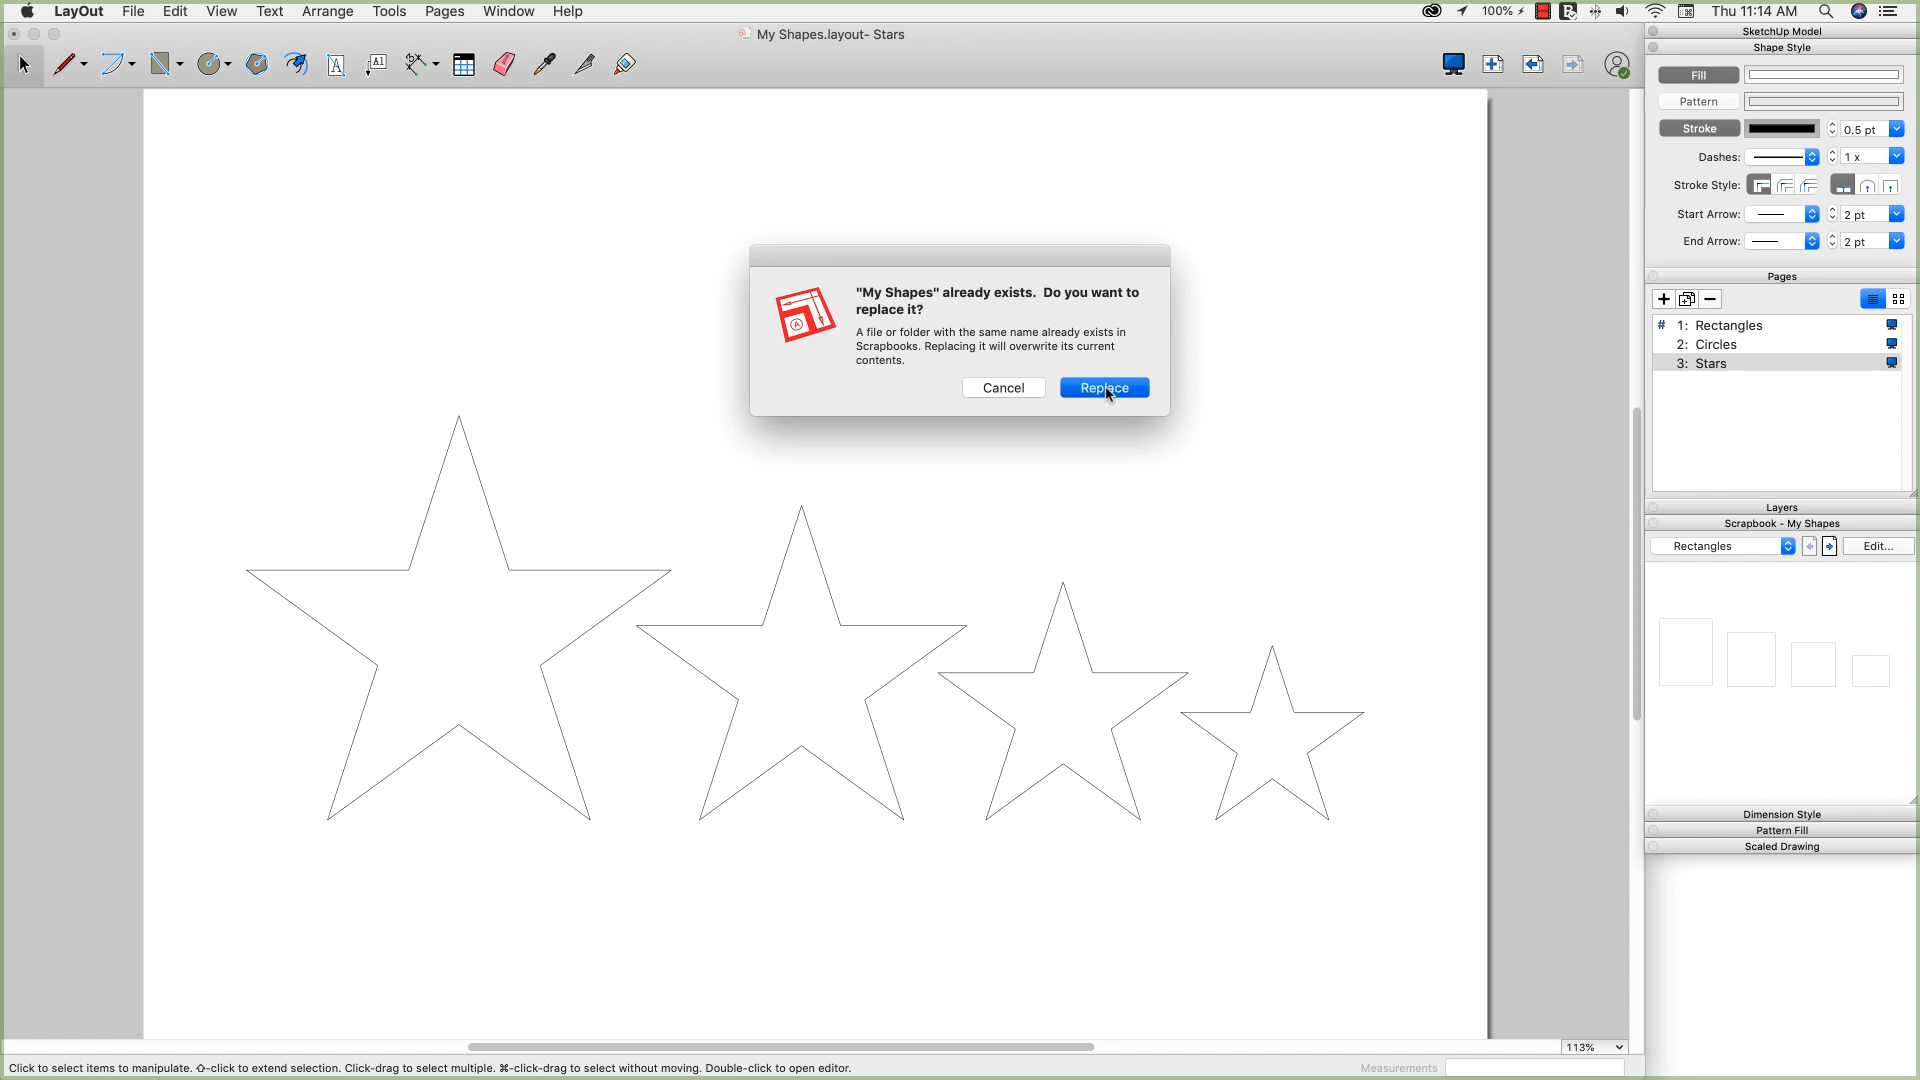 LayOut File Edit View Text Arrange Tools Pages Window Help
100% Thu 11:14 AM
My Shapes.layout- Stars
A
A1
SketchUp Model
Shape Style
Fill
Pattern
Stroke 0.5 pt
Dashes: 1 x
Stroke Style:
Start Arrow: 2 pt
End Arrow: 2 pt
Pages
# 1: Rectangles
2: Circles
3: Stars
Layers
Scrapbook - My Shapes
Rectangles Edit...
Dimension Style
Pattern Fill
Scaled Drawing
"My Shapes" already exists. Do you want to
replace it?
A file or folder with the same name already exists in
Scrapbooks. Replacing it will overwrite its current
contents.
Cancel Replace
113%
Click to select items to manipulate. ⇧-click to extend selection. Click-drag to select multiple. ⌘-click-drag to select without moving. Double-click to open editor.
Measurements